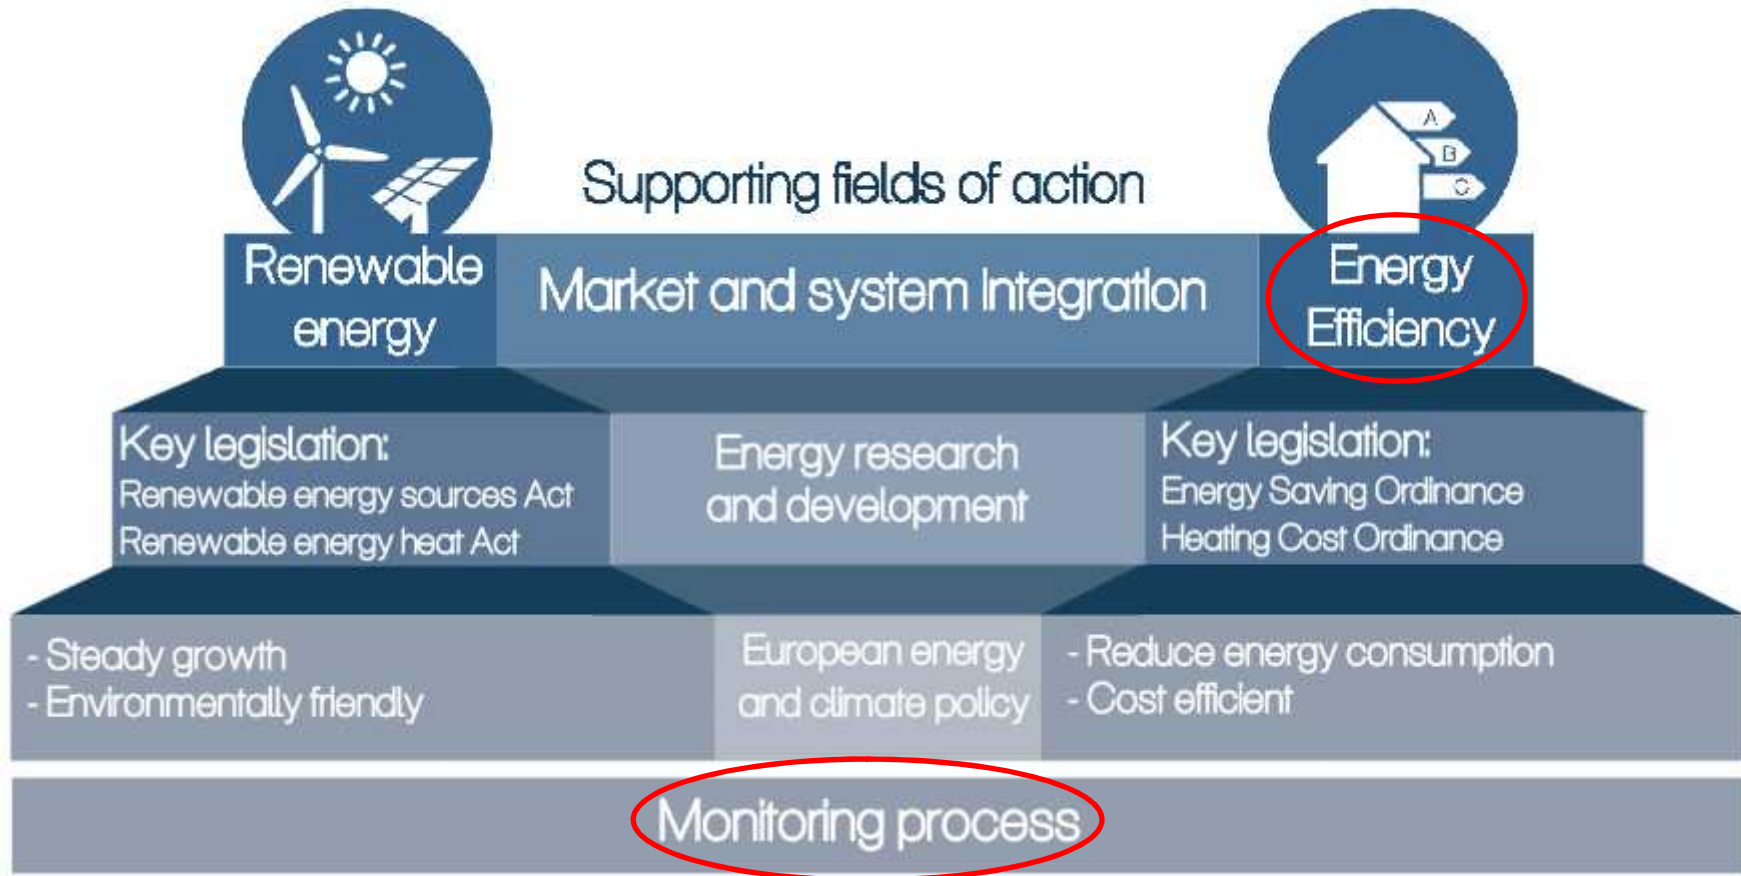 A
B
C
Supporting fields of action
Renewable
energy
Market and system Integration
Energy
Efficiency
Key legislation:
Renewable energy sources Act
Renewable energy heat Act
Energy research
and development
Key legislation:
Energy Saving Ordinance
Heating Cost Ordinance
- Steady growth
- Environmentally friendly
European energy
and climate policy
- Reduce energy consumption
- Cost efficient
Monitoring process